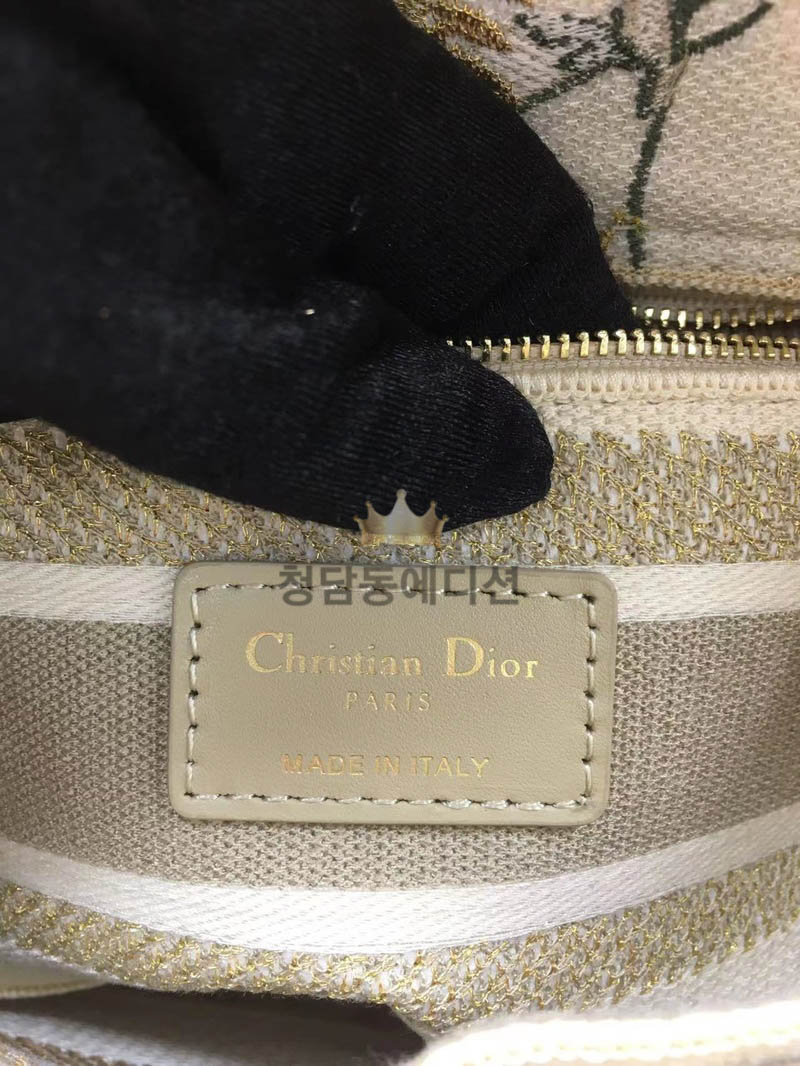 청담동에디션
Christian Dior
PARIS
MADE IN ITALY